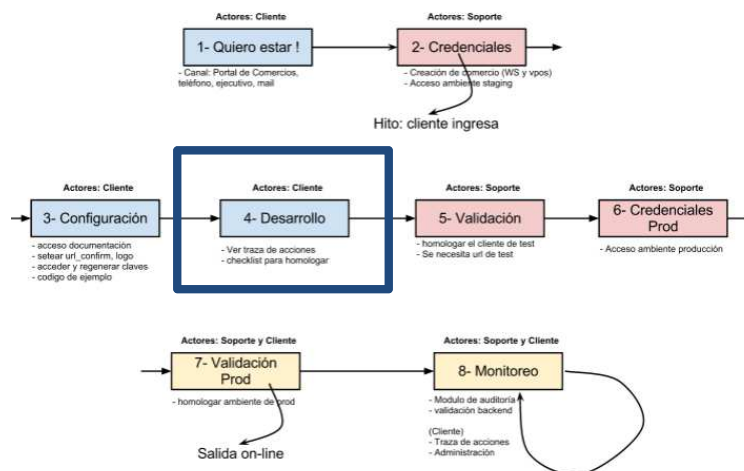 Actores: Cliente
Actores: Soporte
1- Quiero estar !
2- Credenciales
- Canal: Portal de Comercios,
teléfono, ejecutivo, mail
- Creación de comercio (WS y vpos)
- Acceso ambiente staging
Hito: cliente ingresa
Actores: Cliente
Actores: Cliente
Actores: Soporte
Actores: Soporte
3- Configuración
4- Desarrollo
5- Validación
6- Credenciales
Prod
- acceso documentación
- setear url_confirm, logo
- acceder y regenerar claves
- codigo de ejemplo
- Ver traza de acciones
- checklist para homologar
- homologar el cliente de test
- Se necesita url de test
- Acceso ambiente producción
Actores: Soporte y Cliente
Actores: Soporte y Cliente
7- Validación
Prod
8- Monitoreo
- homologar ambiente de prod
- Modulo de auditoría
- validación backend
(Cliente)
- Traza de acciones
- Administración
Salida on-line